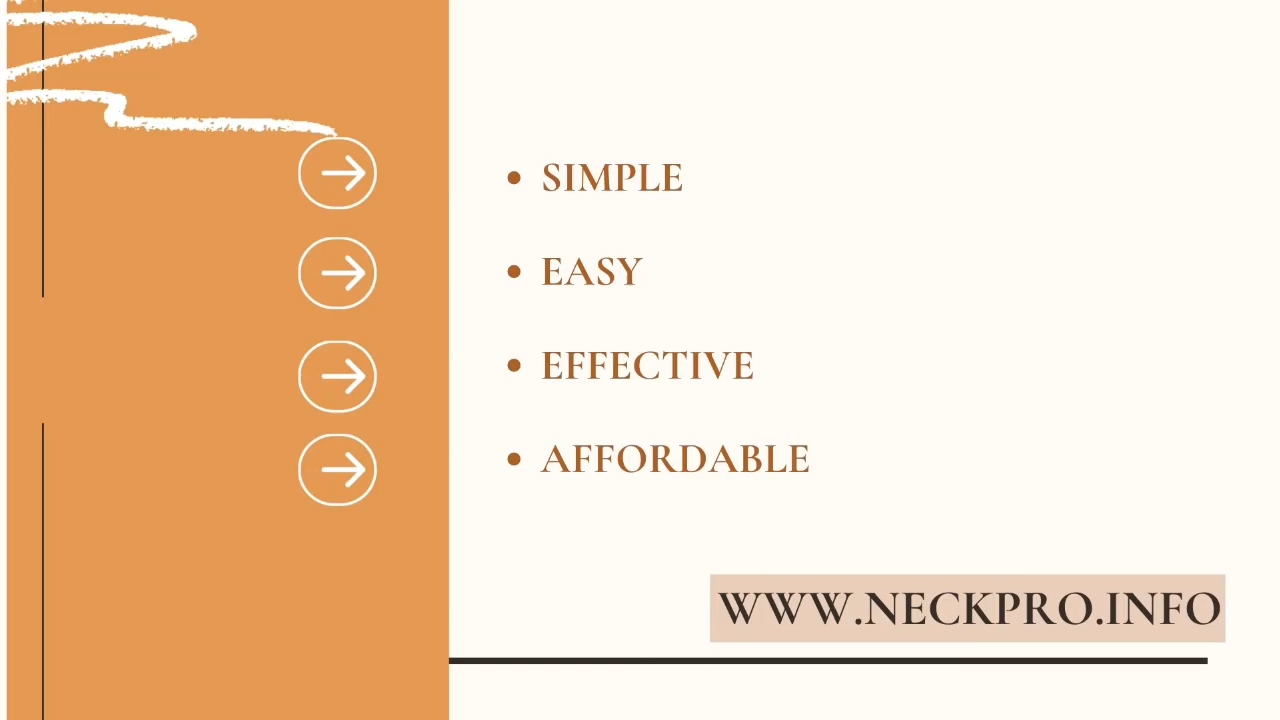 • SIMPLE
• EASY
• EFFECTIVE
• AFFORDABLE
WWW.NECKPRO.INFO